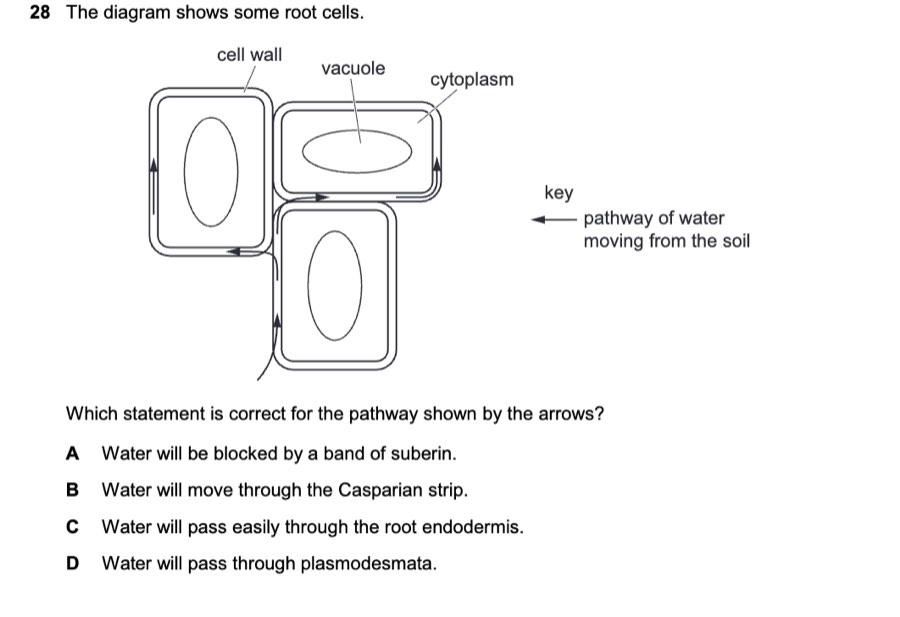 28 The diagram shows some root cells.
cell wall
vacuole
cytoplasm
key
pathway of water
moving from the soil
Which statement is correct for the pathway shown by the arrows?
A Water will be blocked by a band of suberin.
B Water will move through the Casparian strip.
C Water will pass easily through the root endodermis.
D Water will pass through plasmodesmata.